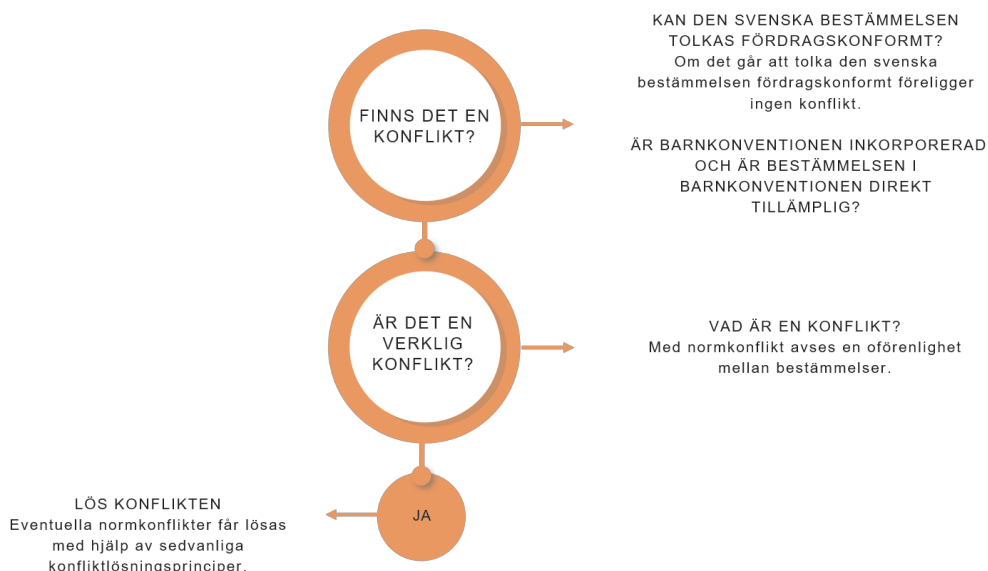 KAN DEN SVENSKA BESTÄMMELSEN
TOLKAS FÖRDRAGSKONFORMT?
Om det går att tolka den svenska
bestämmelsen fördragskonformt föreligger
ingen konflikt.
FINNS DET EN
KONFLIKT?
ÄR BARNKONVENTIONEN INKORPORERAD
OCH ÄR BESTÄMMELSEN I
BARNKONVENTIONEN DIREKT
TILLÄMPLIG?
ÄR DET EN
VERKLIG
KONFLIKT?
VAD ÄR EN KONFLIKT?
Med normkonflikt avses en oförenlighet
mellan bestämmelser.
JA
LÖS KONFLIKTEN
Eventuella normkonflikter får lösas
med hjälp av sedvanliga
konfliktlösningsprinciper.